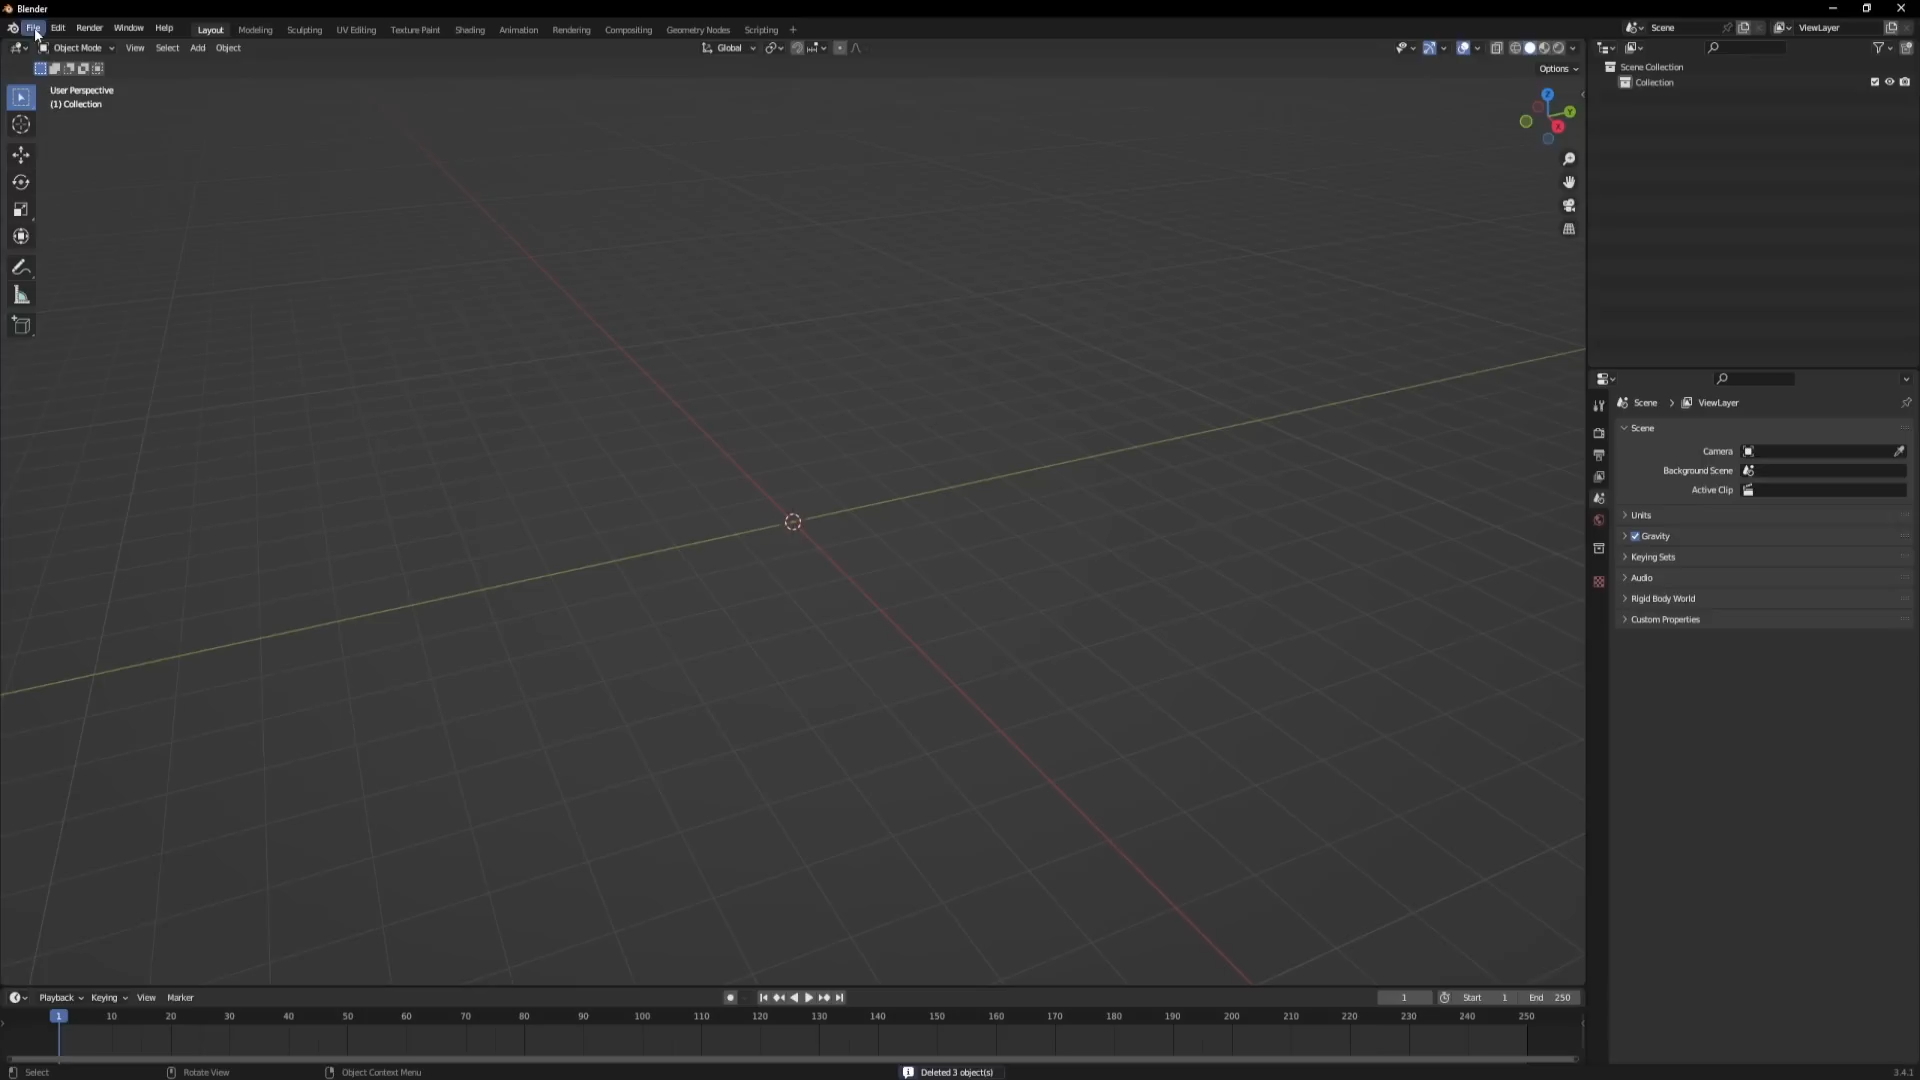 Blender
File Edit Render Window Help Layout Modeling Sculpting UV Editing Texture Paint Shading Animation Rendering Compositing Geometry Nodes Scripting +
Scene ViewLayer
Object Mode View Select Add Object Global
Options
User Perspective
(1) Collection
Z
Y
X
Scene Collection
Collection
Scene ViewLayer
Scene
Camera
Background Scene
Active Clip
Units
Gravity
Keying Sets
Audio
Rigid Body World
Custom Properties
Playback Keying View Marker 1 Start 1 End 250
1 10 20 30 40 50 60 70 80 90 100 110 120 130 140 150 160 170 180 190 200 210 220 230 240 250
Select Rotate View Object Context Menu Deleted 3 object(s) 3.4.1